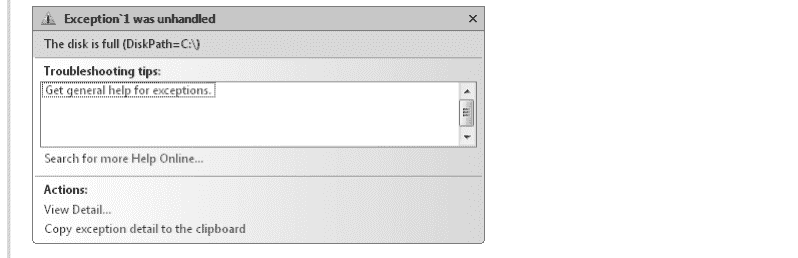 Exception`1 was unhandled
The disk is full (DiskPath=C:\)
Troubleshooting tips:
Get general help for exceptions.
Search for more Help Online...
Actions:
View Detail...
Copy exception detail to the clipboard